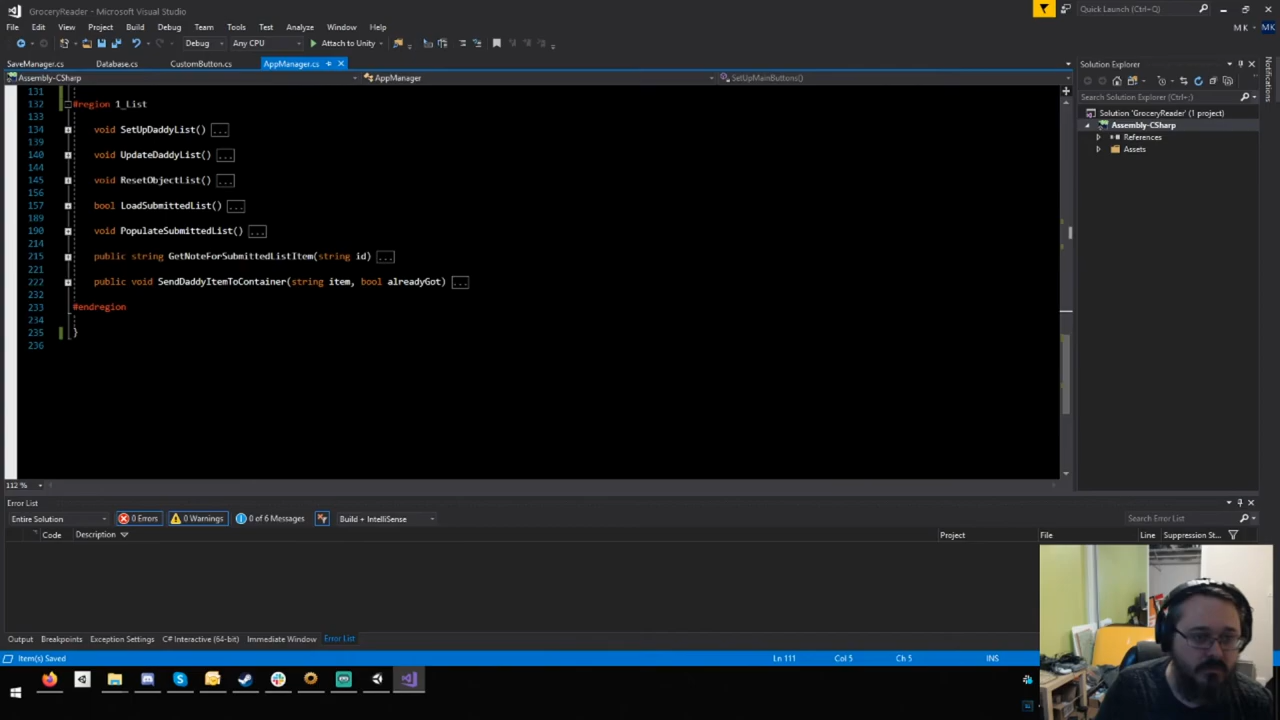 GroceryReader - Microsoft Visual Studio
Quick Launch (Ctrl+Q)
File Edit View Project Build Debug Team Tools Test Analyze Window Help
M K MK
Debug Any CPU Attach to Unity
SaveManager.cs Database.cs CustomButton.cs AppManager.cs
Solution Explorer
Notifications
Assembly-CSharp AppManager SetUpMainButtons()
Search Solution Explorer (Ctrl+;)
Solution 'GroceryReader' (1 project)
Assembly-CSharp
References
Assets
131
132 #region 1_List
133
134 void SetUpDaddyList() ...
139
140 void UpdateDaddyList() ...
144
145 void ResetObjectList() ...
156
157 bool LoadSubmittedList() ...
189
190 void PopulateSubmittedList() ...
214
215 public string GetNoteForSubmittedListItem(string id) ...
221
222 public void SendDaddyItemToContainer(string item, bool alreadyGot) ...
232
233 #endregion
234
235 }
236
112 %
Error List
Entire Solution 0 Errors 0 Warnings 0 of 6 Messages Build + IntelliSense Search Error List
Code Description Project File Line Suppression St...
Output Breakpoints Exception Settings C# Interactive (64-bit) Immediate Window Error List
Item(s) Saved Ln 111 Col 5 Ch 5 INS